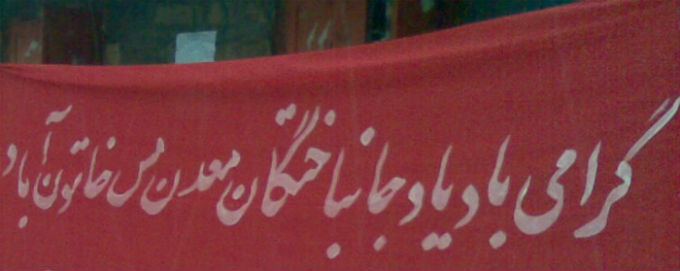 گرامی باد یاد جانباختگان معدن مس خاتون آباد